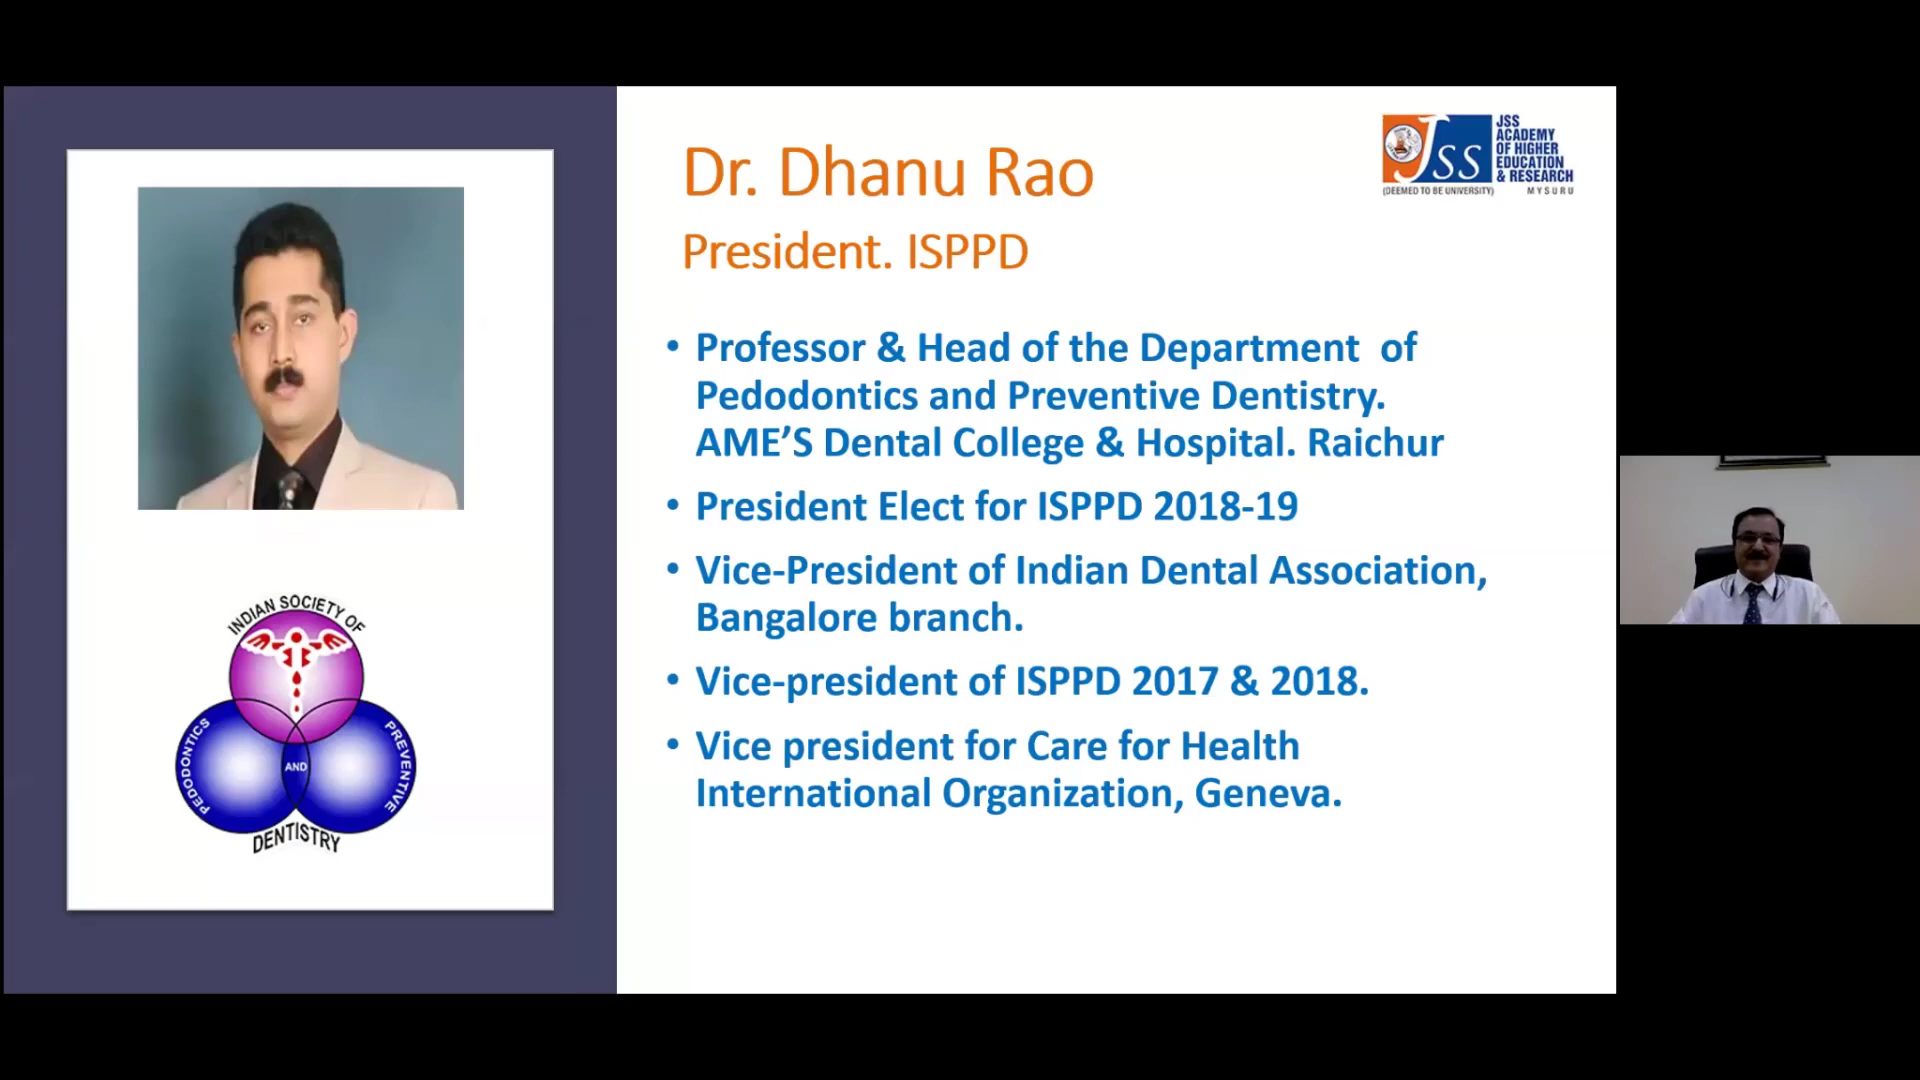 Dr. Dhanu Rao
President. ISPPD
JSS
ACADEMY
OF HIGHER
EDUCATION
& RESEARCH
JSS
(DEEMED TO BE UNIVERSITY) MYSURU
• Professor & Head of the Department of
Pedodontics and Preventive Dentistry.
AME’S Dental College & Hospital. Raichur
• President Elect for ISPPD 2018-19
• Vice-President of Indian Dental Association,
Bangalore branch.
• Vice-president of ISPPD 2017 & 2018.
• Vice president for Care for Health
International Organization, Geneva.
INDIAN SOCIETY OF
PEDODONTICS
AND
PREVENTIVE
DENTISTRY